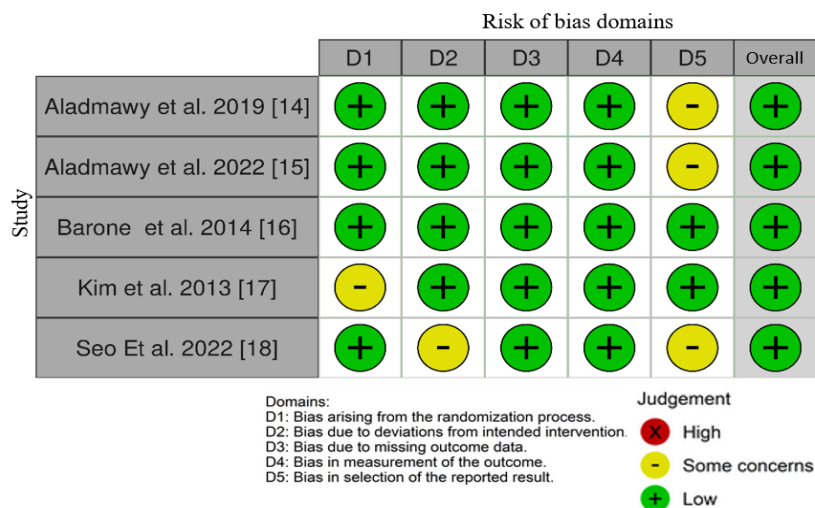 Risk of bias domains
D1 D2 D3 D4 D5 Overall
Study
Aladmawy et al. 2019 [14] + + + + - +
Aladmawy et al. 2022 [15] + + + + - +
Barone et al. 2014 [16] + + + + + +
Kim et al. 2013 [17] - + + + + +
Seo Et al. 2022 [18] + - + + - +
Domains:
D1: Bias arising from the randomization process.
D2: Bias due to deviations from intended intervention.
D3: Bias due to missing outcome data.
D4: Bias in measurement of the outcome.
D5: Bias in selection of the reported result.
Judgement
X High
- Some concerns
+ Low